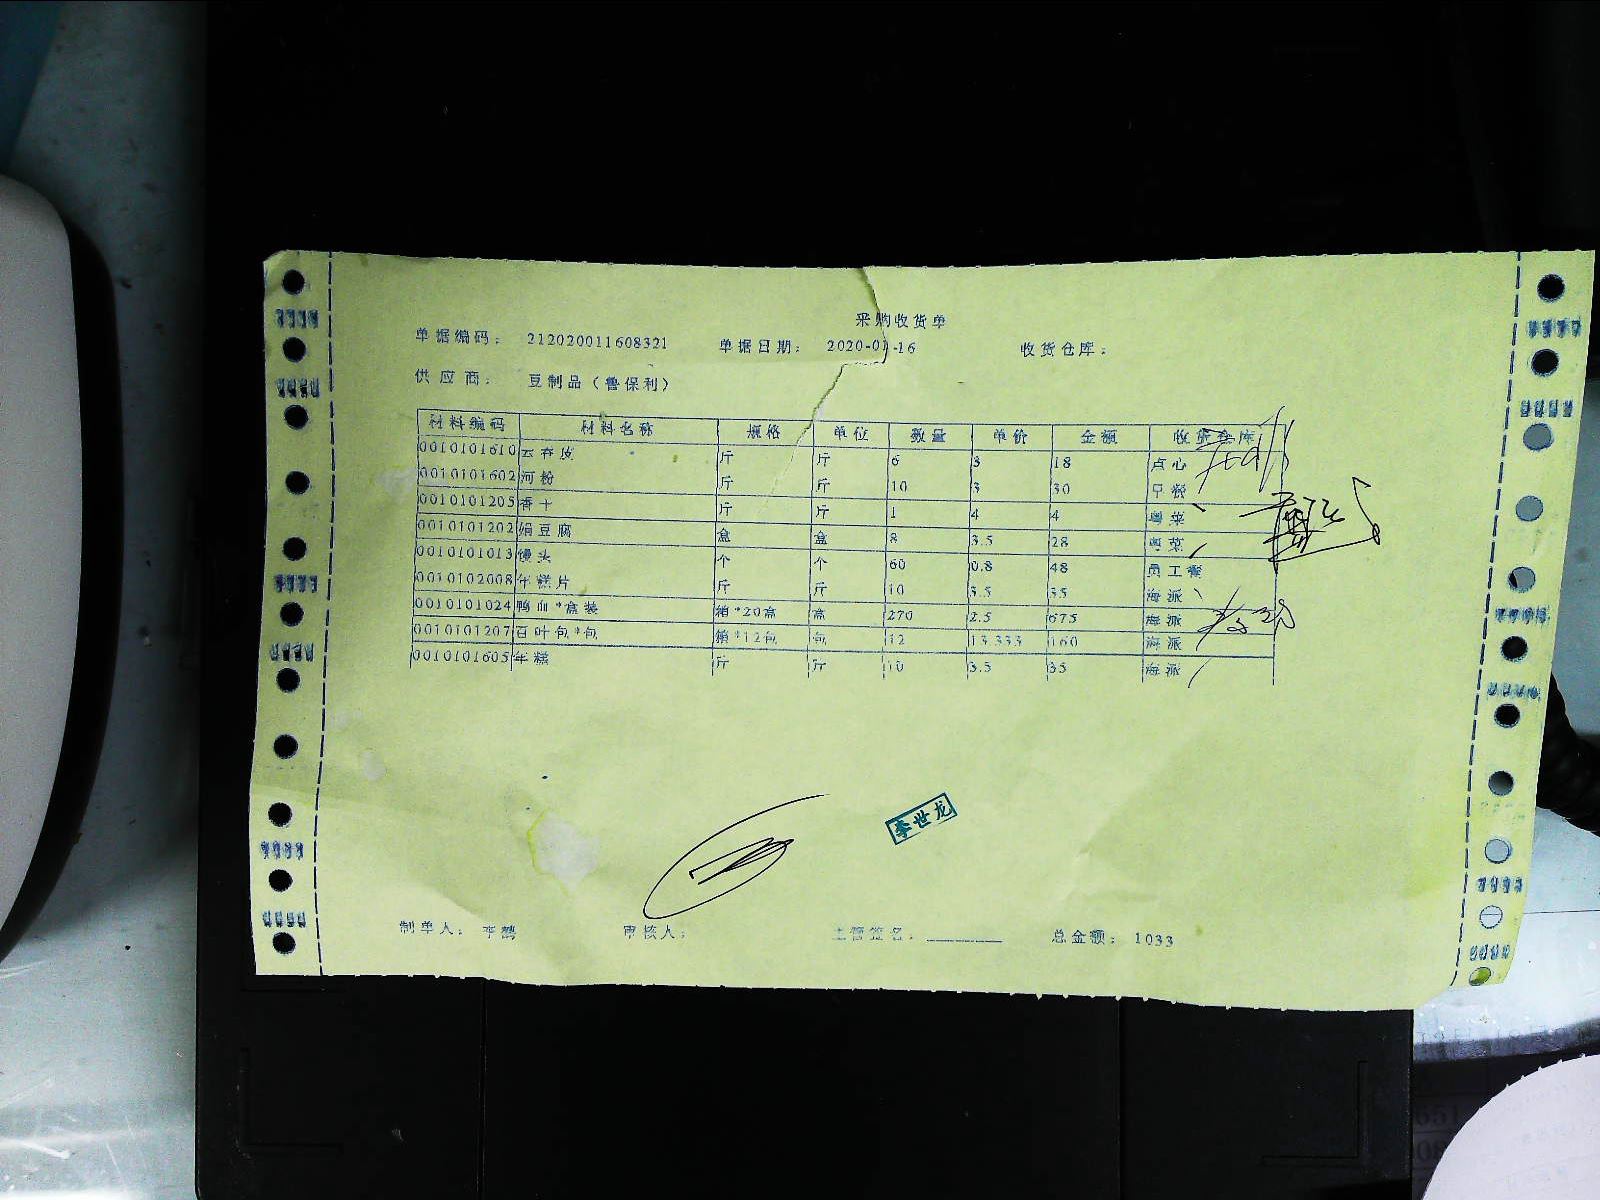 采购收货单
单据编码： 212020011608321 单据日期： 2020-01-16 收货仓库：
供应商： 豆制品（鲁保利）
材料编码 材料名称 规格 单位 数量 单价 金额 收货仓库
0010101610 云吞皮 斤 斤 6 3 18 点心
0010101602 河粉 斤 斤 10 3 30 早餐
0010101205 香干 斤 斤 1 4 4 粤菜
0010101202 绢豆腐 盒 盒 8 3.5 28 粤菜
0010101013 馒头 个 个 60 0.8 48 员工餐
0010102008 年糕片 斤 斤 10 3.5 35 海派
0010101024 鸭血*盒装 箱*20盒 盒 270 2.5 675 海派
0010101207 百叶包*包 箱*12包 包 12 13.333 160 海派
0010101605 年糕 斤 斤 10 3.5 35 海派
李世龙
制单人： 李鹤 审核人： 主管签名： 总金额： 1033